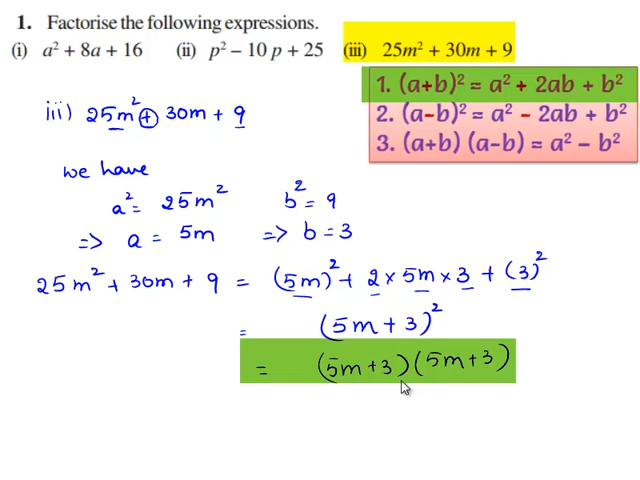 1. Factorise the following expressions.
(i) a² + 8a + 16 (ii) p² – 10 p + 25 (iii) 25m² + 30m + 9
1. (a+b)² = a² + 2ab + b²
2. (a-b)² = a² - 2ab + b²
3. (a+b) (a-b) = a² – b²
iii) 25m² + 30m + 9
we have
a² = 25m² b² = 9
=> a = 5m => b = 3
25m² + 30m + 9 = (5m)² + 2 × 5m × 3 + (3)²
= (5m + 3)²
= (5m + 3) (5m + 3)